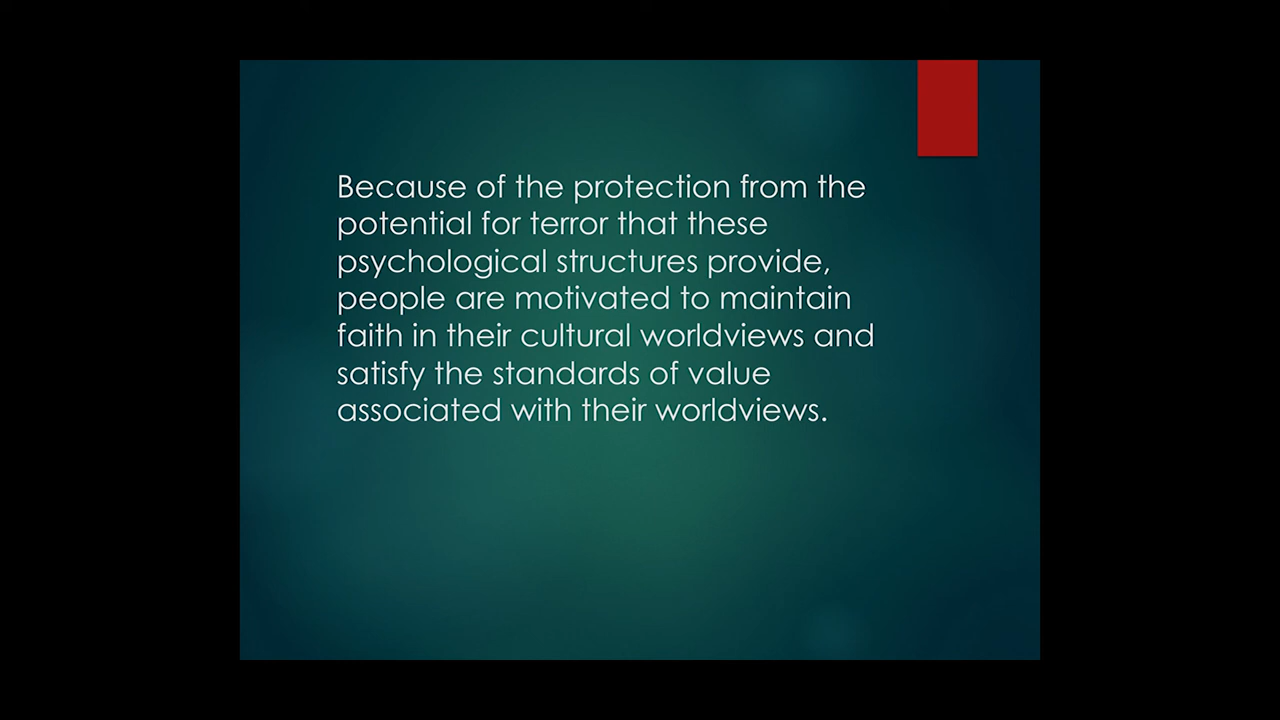 Because of the protection from the
potential for terror that these
psychological structures provide,
people are motivated to maintain
faith in their cultural worldviews and
satisfy the standards of value
associated with their worldviews.